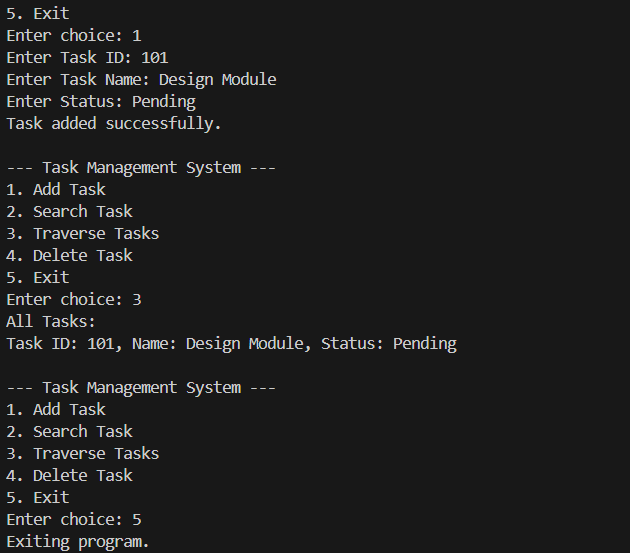 5. Exit
Enter choice: 1
Enter Task ID: 101
Enter Task Name: Design Module
Enter Status: Pending
Task added successfully.

--- Task Management System ---
1. Add Task
2. Search Task
3. Traverse Tasks
4. Delete Task
5. Exit
Enter choice: 3
All Tasks:
Task ID: 101, Name: Design Module, Status: Pending

--- Task Management System ---
1. Add Task
2. Search Task
3. Traverse Tasks
4. Delete Task
5. Exit
Enter choice: 5
Exiting program.